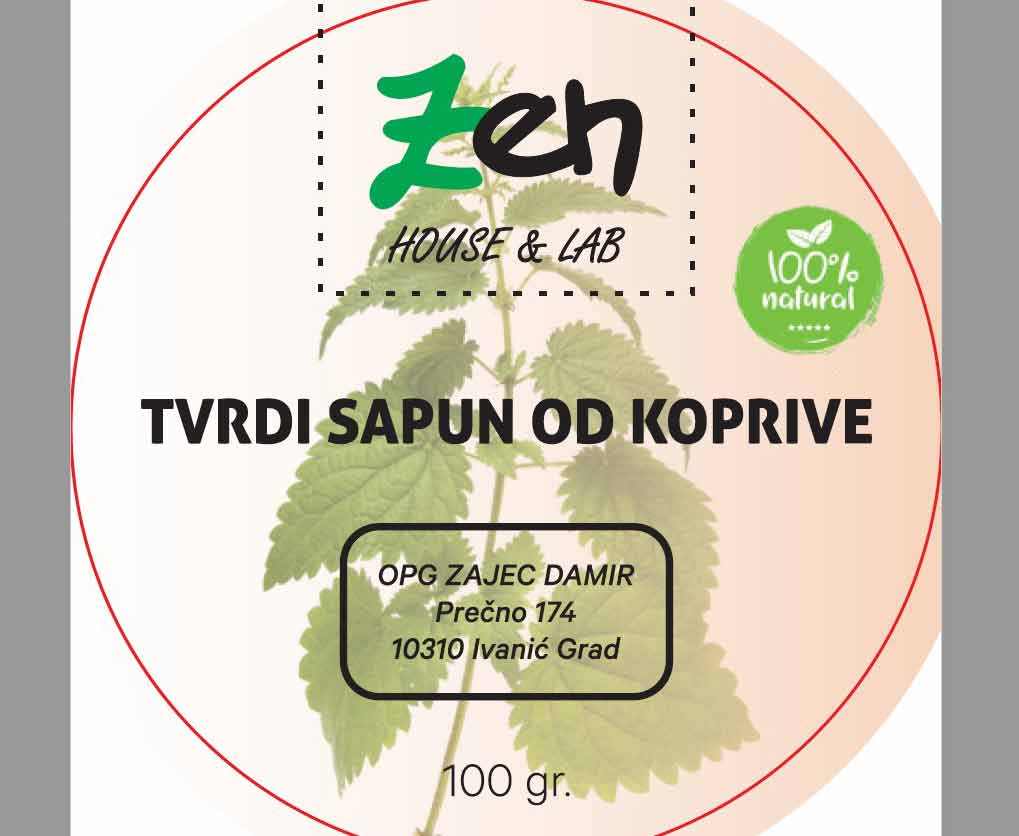 Zen
HOUSE & LAB
100%
natural
TVRDI SAPUN OD KOPRIVE
OPG ZAJEC DAMIR
Prečno 174
10310 Ivanić Grad
100 gr.